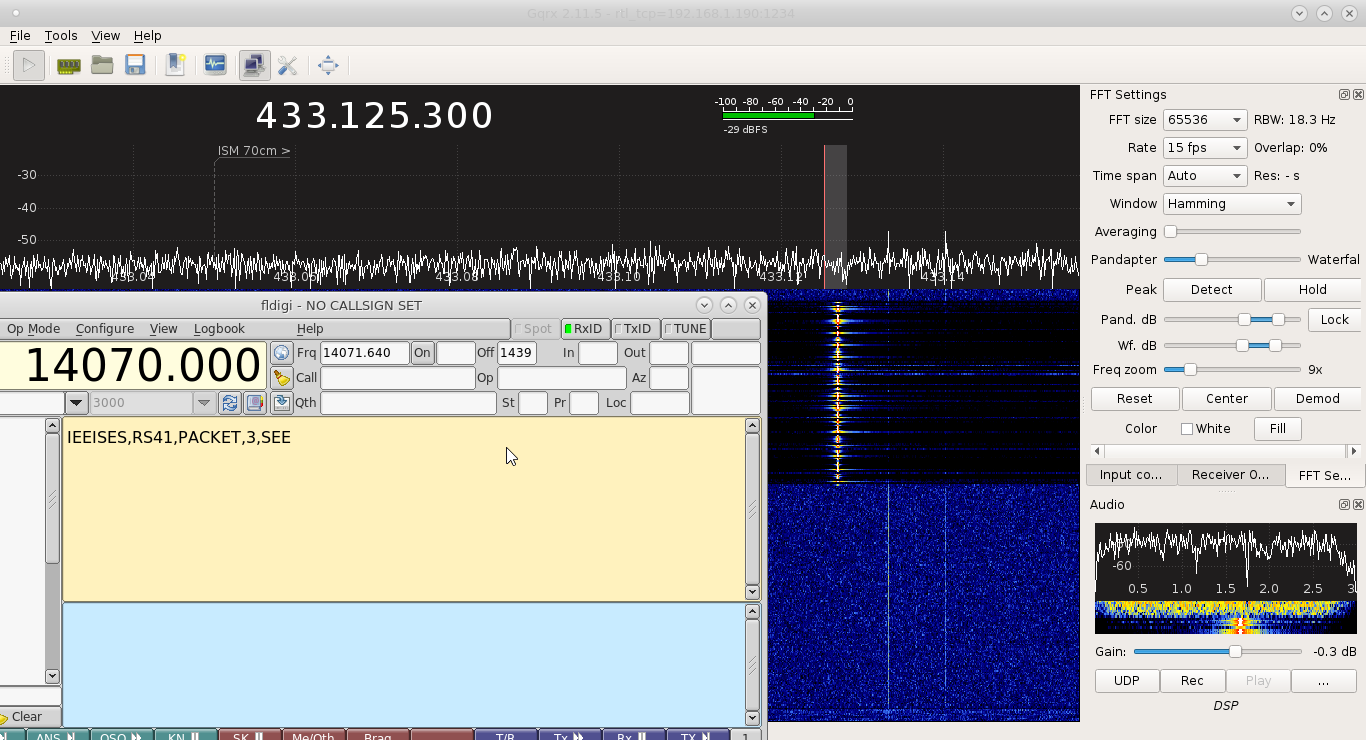 Gqrx 2.11.5 - rtl_tcp=192.168.1.190:1234
File Tools View Help
433.125.300
-100 -80 -60 -40 -20 0
-29 dBFS
ISM 70cm >
-30
-40
-50
433.06 433.08 433.10 433.12 433.14
fldigi - NO CALLSIGN SET
Op Mode Configure View Logbook Help Spot RxID TxID TUNE
14070.000
Frq 14071.640 On Off 1439 In Out
Call Op Az
3000 Qth St Pr Loc
IEEISES,RS41,PACKET,3,SEE
Clear
ANS QSO KN SK Me/Qth Brag T/R Tx Rx TX 1
FFT Settings
FFT size 65536 RBW: 18.3 Hz
Rate 15 fps Overlap: 0%
Time span Auto Res: - s
Window Hamming
Averaging
Pandapter Waterfal
Peak Detect Hold
Pand. dB Lock
Wf. dB
Freq zoom 9x
Reset Center Demod
Color White Fill
Input co... Receiver O... FFT Se...
Audio
-60
0.5 1.0 1.5 2.0 2.5
Gain: -0.3 dB
UDP Rec Play ...
DSP